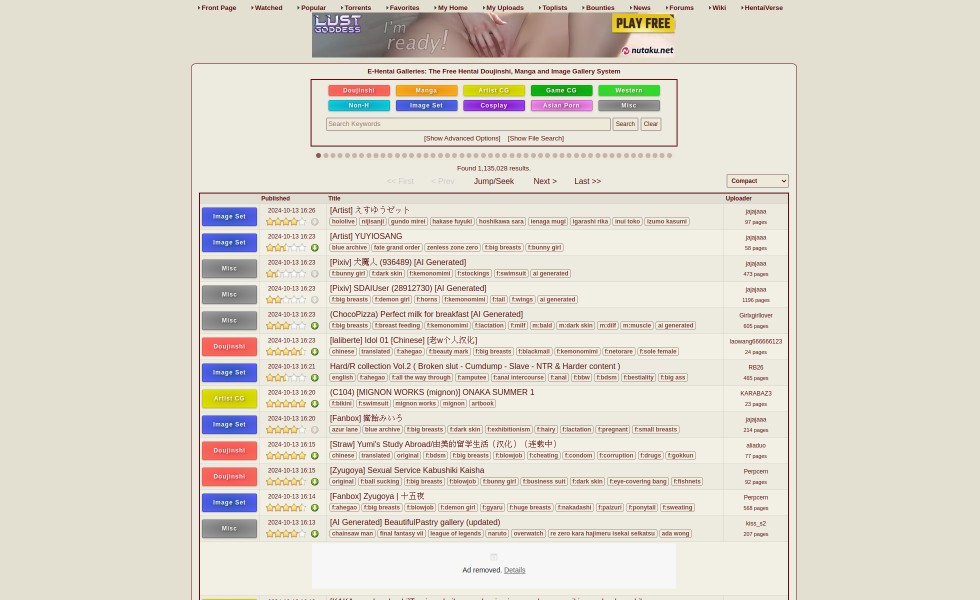 Front Page Watched Popular Torrents Favorites My Home My Uploads Toplists Bounties News Forums Wiki HentaiVerse
LUST GODDESS I'm ready! PLAY FREE nutaku.net
E-Hentai Galleries: The Free Hentai Doujinshi, Manga and Image Gallery System
Doujinshi Manga Artist CG Game CG Western
Non-H Image Set Cosplay Asian Porn Misc
Search Keywords Search Clear
[Show Advanced Options] [Show File Search]
Found 1,135,028 results.
<< First < Prev Jump/Seek Next > Last >> Compact
Published Title Uploader
Image Set 2024-10-13 16:26 [Artist] えすゆうゼット jajajaaa
hololive nijisanji gundo mirei hakase fuyuki hoshikawa sara ienaga mugi igarashi rika inui toko izumo kasumi 97 pages
Image Set 2024-10-13 16:23 [Artist] YUYIOSANG jajajaaa
blue archive fate grand order zenless zone zero f:big breasts f:bunny girl 58 pages
Misc 2024-10-13 16:23 [Pixiv] 犬魔人 (936489) [AI Generated] jajajaaa
f:bunny girl f:dark skin f:kemonomimi f:stockings f:swimsuit ai generated 473 pages
Misc 2024-10-13 16:23 [Pixiv] SDAIUser (28912730) [AI Generated] jajajaaa
f:big breasts f:demon girl f:horns f:kemonomimi f:tail f:wings ai generated 1196 pages
Misc 2024-10-13 16:23 (ChocoPizza) Perfect milk for breakfast [AI Generated] Girlxgirllover
f:big breasts f:breast feeding f:kemonomimi f:lactation f:milf m:bald m:dark skin m:dilf m:muscle ai generated 605 pages
Doujinshi 2024-10-13 16:23 [laliberte] Idol 01 [Chinese] [老w个人汉化] laowang666666123
chinese translated f:ahegao f:beauty mark f:big breasts f:blackmail f:kemonomimi f:netorare f:sole female 24 pages
Image Set 2024-10-13 16:21 Hard/R collection Vol.2 ( Broken slut - Cumdump - Slave - NTR & Harder content ) RB26
english f:ahegao f:all the way through f:amputee f:anal intercourse f:anal f:bbw f:bdsm f:bestiality f:big ass 465 pages
Artist CG 2024-10-13 16:20 (C104) [MIGNON WORKS (mignon)] ONAKA SUMMER 1 KARABAZ3
f:bikini f:swimsuit mignon works mignon artbook 23 pages
Image Set 2024-10-13 16:20 [Fanbox] 癘飴みいろ jajajaaa
azur lane blue archive f:big breasts f:dark skin f:exhibitionism f:hairy f:lactation f:pregnant f:small breasts 214 pages
Doujinshi 2024-10-13 16:15 [Straw] Yumi's Study Abroad/由美的留学生活（汉化）（连载中） aliaduo
chinese translated original f:bdsm f:big breasts f:blowjob f:cheating f:condom f:corruption f:drugs f:gokkun 77 pages
Doujinshi 2024-10-13 16:15 [Zyugoya] Sexual Service Kabushiki Kaisha Perpcern
original f:ball sucking f:big breasts f:blowjob f:bunny girl f:business suit f:dark skin f:eye-covering bang f:fishnets 92 pages
Image Set 2024-10-13 16:14 [Fanbox] Zyugoya | 十五夜 Perpcern
f:ahegao f:big breasts f:blowjob f:demon girl f:gyaru f:huge breasts f:nakadashi f:paizuri f:ponytail f:sweating 568 pages
Misc 2024-10-13 16:13 [AI Generated] BeautifulPastry gallery (updated) kiss_s2
chainsaw man final fantasy vii league of legends naruto overwatch re zero kara hajimeru isekai seikatsu ada wong 207 pages
Ad removed. Details